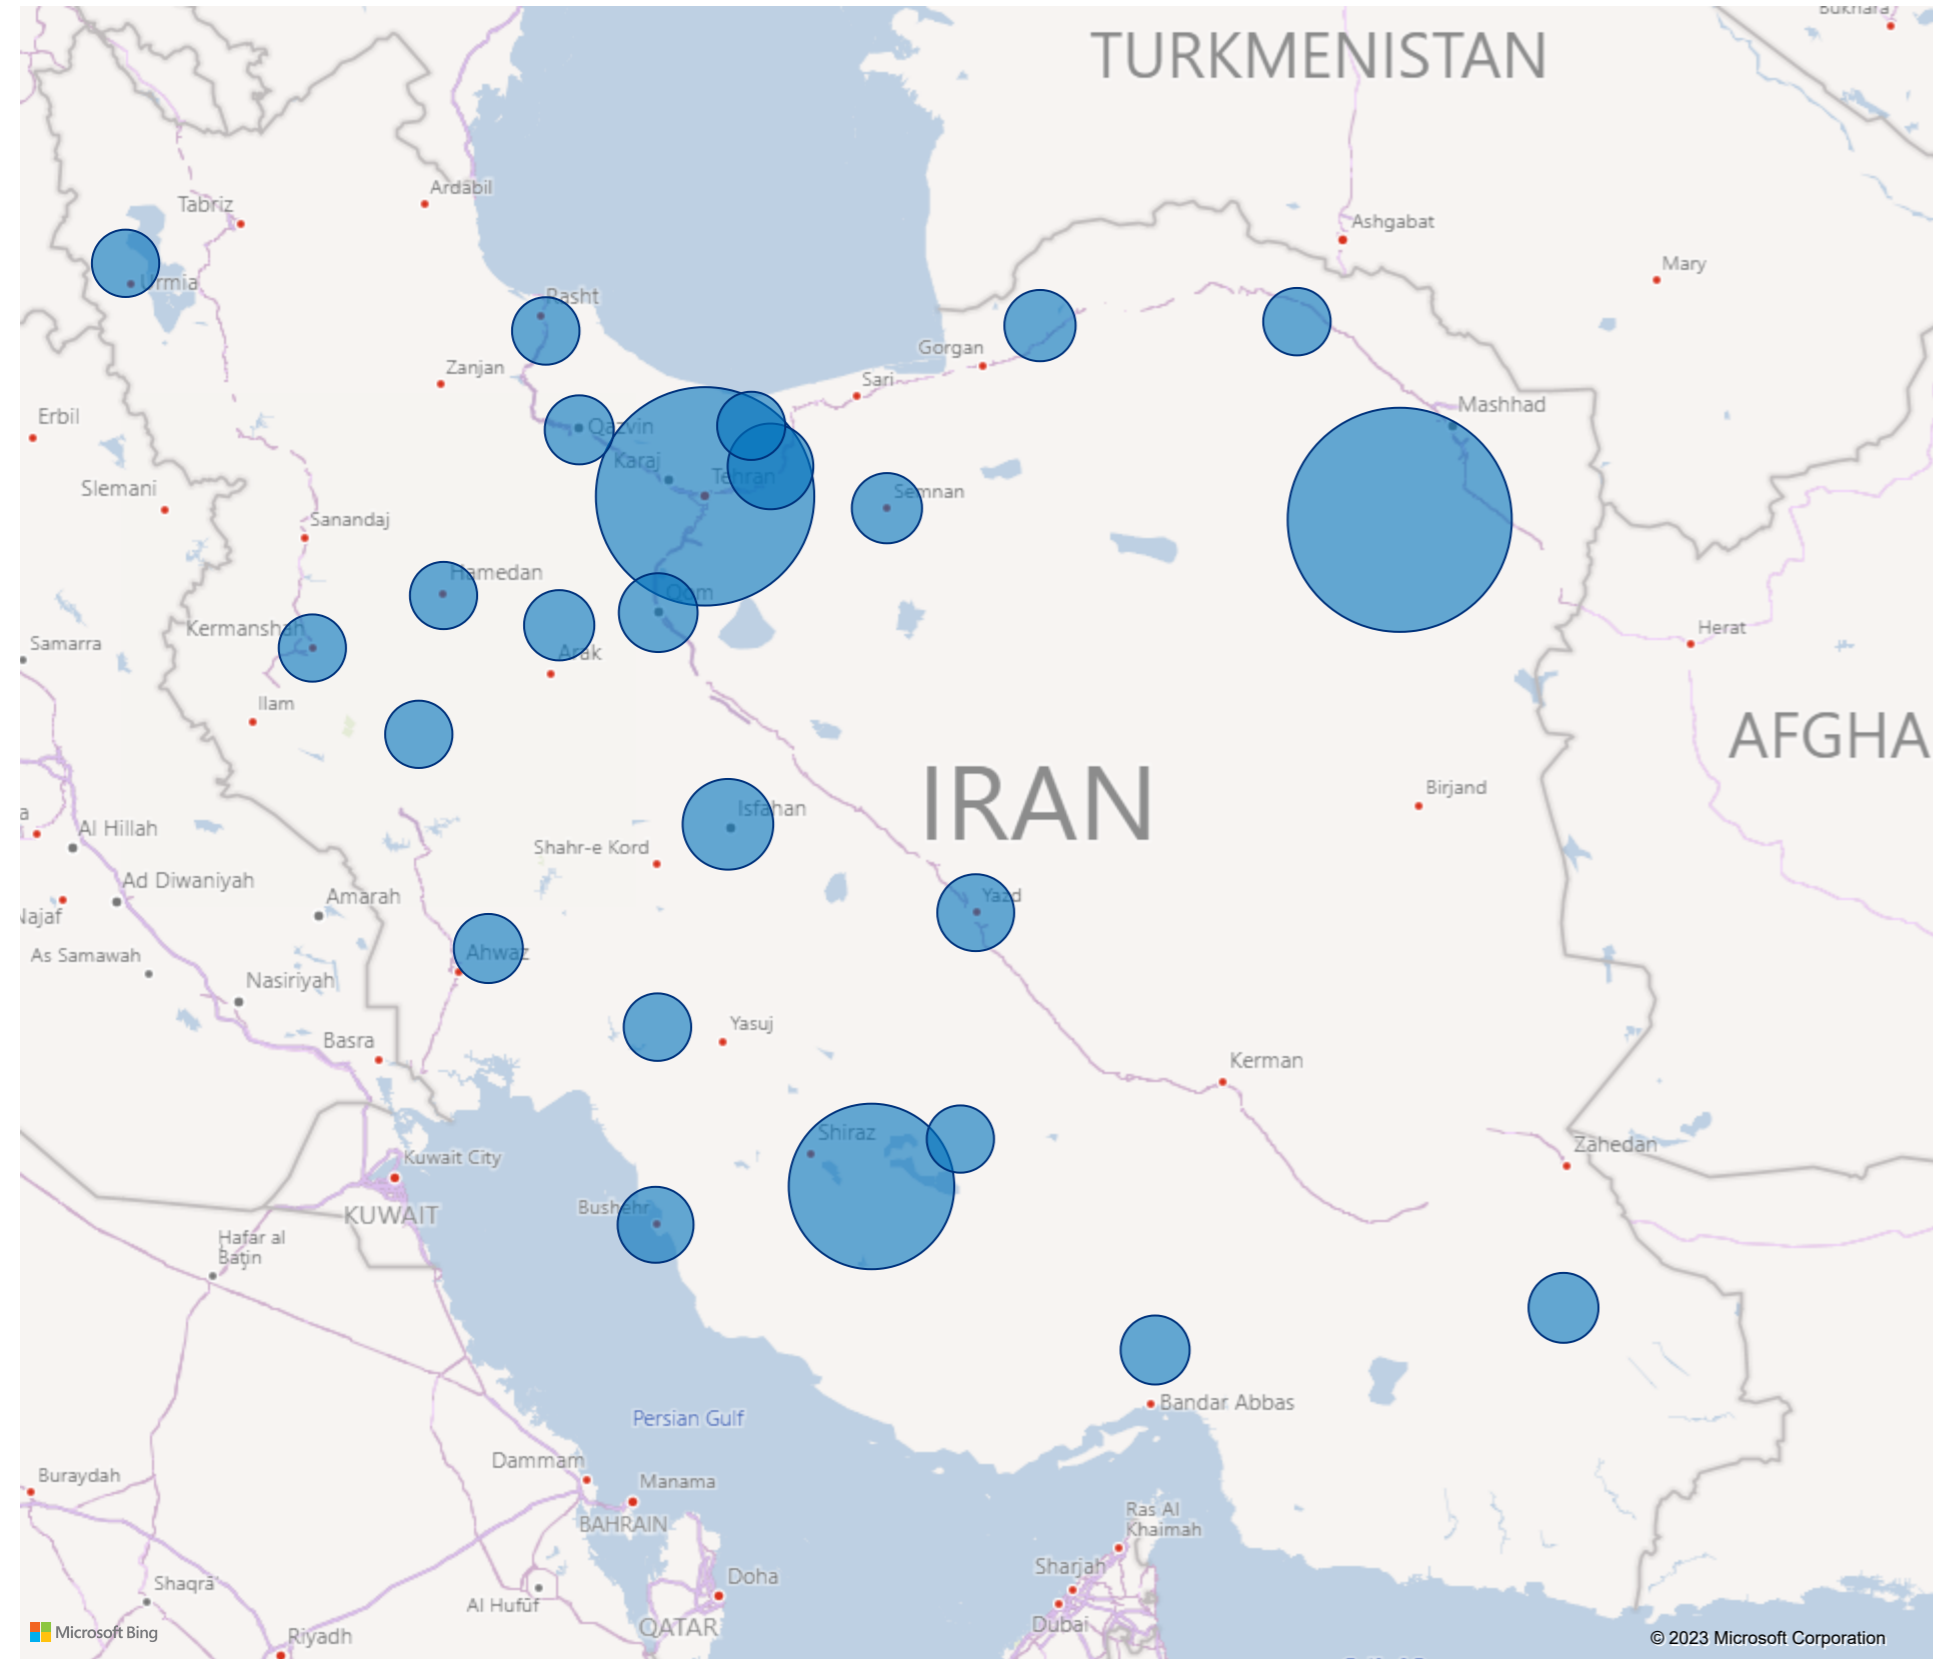 Bukhara
TURKMENISTAN
Ardabil
Tabriz
Ashgabat
Mary
Urmia
Rasht
Gorgan
Zanjan
Sari
Mashhad
Erbil
Qazvin
Karaj
Tehran
Slemani
Semnan
Sanandaj
Hamedan
Qom
Kermanshah
Herat
Samarra
Arak
Ilam
AFGHA
IRAN
Birjand
Isfahan
Al Hillah
Shahr-e Kord
Ad Diwaniyah
Amarah
Yazd
Najaf
As Samawah
Ahwaz
Nasiriyah
Yasuj
Basra
Kerman
Shiraz
Zahedan
Kuwait City
Bushehr
KUWAIT
Hafar al
Batin
Bandar Abbas
Persian Gulf
Dammam
Buraydah
Manama
Ras Al
Khaimah
BAHRAIN
Sharjah
Doha
Shaqrā'
Al Hufūf
QATAR
Dubai
Microsoft Bing
Riyadh
© 2023 Microsoft Corporation